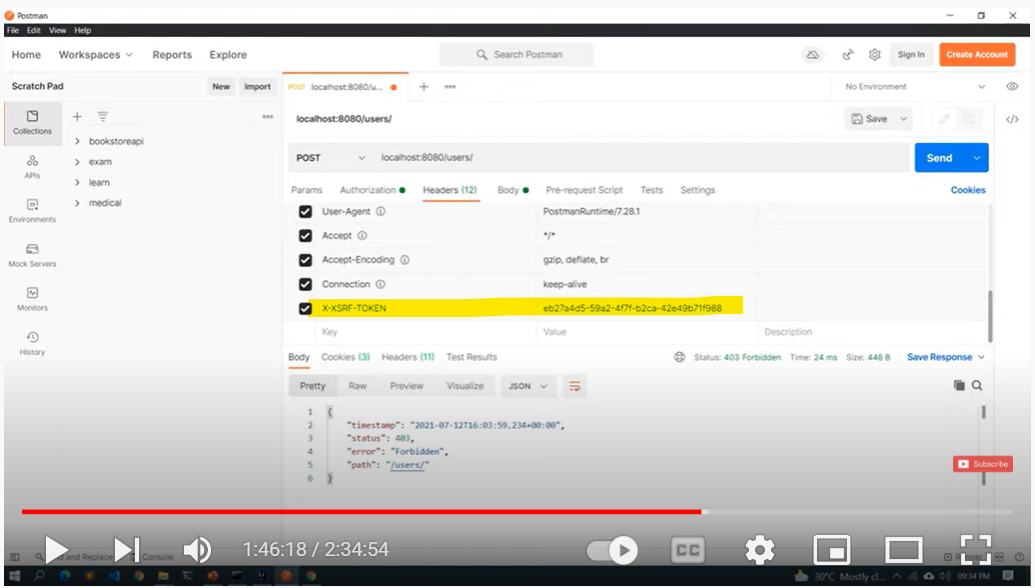 Postman
File Edit View Help
Home Workspaces Reports Explore Search Postman Sign In Create Account
Scratch Pad New Import POST localhost:8080/u... No Environment
Collections
APIs
Environments
Mock Servers
Monitors
History
bookstoreapi
exam
learn
medical
localhost:8080/users/ Save
POST localhost:8080/users/ Send
Params Authorization Headers (12) Body Pre-request Script Tests Settings Cookies
User-Agent PostmanRuntime/7.28.1
Accept */*
Accept-Encoding gzip, deflate, br
Connection keep-alive
X-XSRF-TOKEN eb27a4d5-59a2-4f7f-b2ca-42e49b71f988
Key Value Description
Body Cookies (3) Headers (11) Test Results Status: 403 Forbidden Time: 24 ms Size: 448 B Save Response
Pretty Raw Preview Visualize JSON
1 {
2 "timestamp": "2021-07-12T16:03:59.234+00:00",
3 "status": 403,
4 "error": "Forbidden",
5 "path": "/users/"
6 }
Subscribe
1:46:18 / 2:34:54 CC
and Replace Console
30°C Mostly cl... 09:34 PM